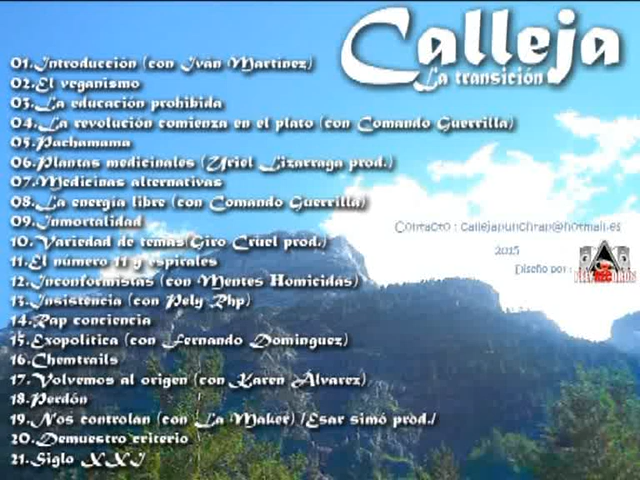 Calleja
La transición
01.Introducción (con Iván Martínez)
02.El veganismo
03.La educación prohibida
04.La revolución comienza en el plato (con Comando Guerrilla)
05.Pachamama
06.Plantas medicinales (Uriel Lizarraga prod.)
07.Medicinas alternativas
08.La energía libre (con Comando Guerrilla)
09.Inmortalidad
10.Variedad de temas(Giro Cruel prod.)
11.El número 11 y espirales
12.Inconformistas (con Mentes Homicidas)
13.Insistencia (con Pely Rhp)
14.Rap conciencia
15.Exopolítica (con Fernando Domínguez)
16.Chemtrails
17.Volvemos al origen (con Karen Álvarez)
18.Perdón
19.Nos controlan (con La Maker) /Esar simó prod./
20.Demuestro criterio
21.Siglo XXI
Contacto : callejapunchrap@hotmail.es
2015
Diseño por :